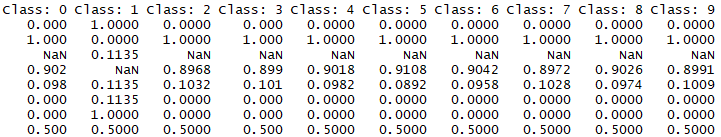 Class: 0 Class: 1 Class: 2 Class: 3 Class: 4 Class: 5 Class: 6 Class: 7 Class: 8 Class: 9
0.000 1.0000 0.0000 0.000 0.0000 0.0000 0.0000 0.0000 0.0000 0.0000
1.000 0.0000 1.0000 1.000 1.0000 1.0000 1.0000 1.0000 1.0000 1.0000
NaN 0.1135 NaN NaN NaN NaN NaN NaN NaN NaN
0.902 NaN 0.8968 0.899 0.9018 0.9108 0.9042 0.8972 0.9026 0.8991
0.098 0.1135 0.1032 0.101 0.0982 0.0892 0.0958 0.1028 0.0974 0.1009
0.000 0.1135 0.0000 0.000 0.0000 0.0000 0.0000 0.0000 0.0000 0.0000
0.000 1.0000 0.0000 0.000 0.0000 0.0000 0.0000 0.0000 0.0000 0.0000
0.500 0.5000 0.5000 0.500 0.5000 0.5000 0.5000 0.5000 0.5000 0.5000